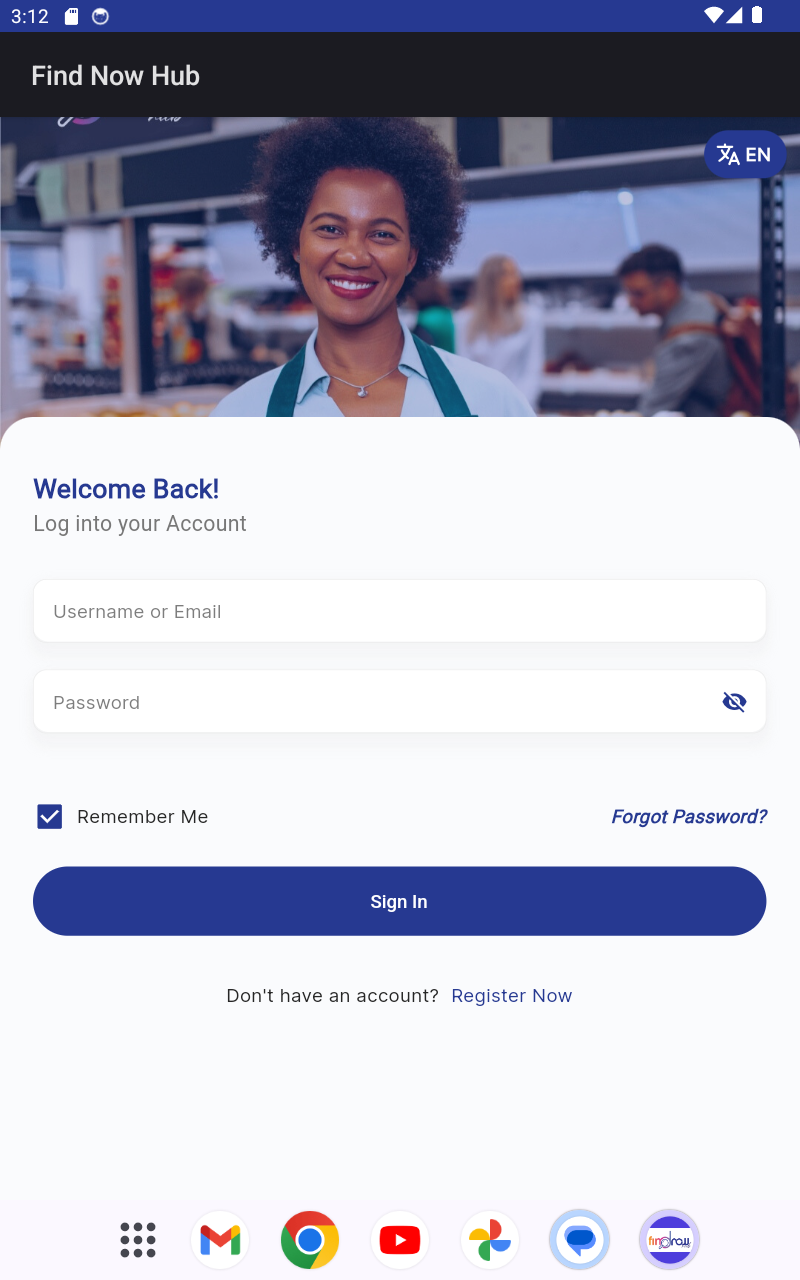 3:12
Find Now Hub
EN
Welcome Back!
Log into your Account
Username or Email
Password
Remember Me
Forgot Password?
Sign In
Don't have an account? Register Now